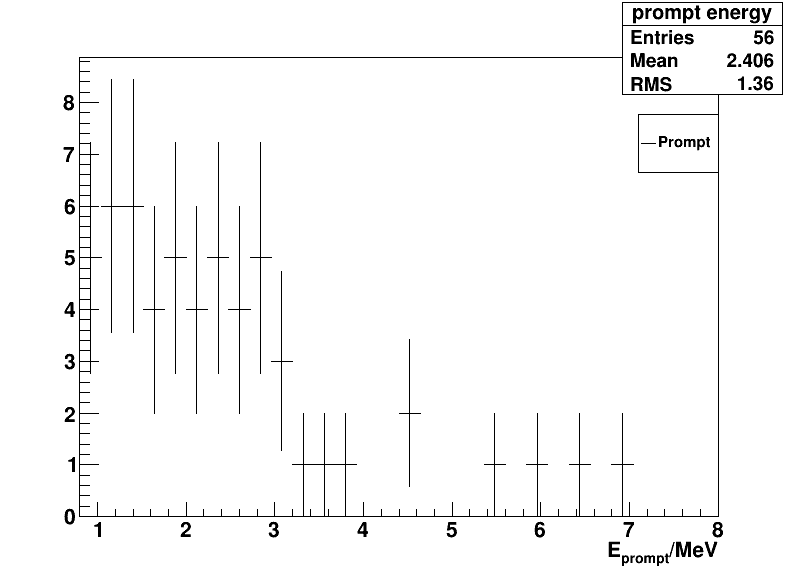 prompt energy
Entries 56
Mean 2.406
RMS 1.36
Prompt
8
7
6
5
4
3
2
1
0
1 2 3 4 5 6 7 8
E_prompt/MeV